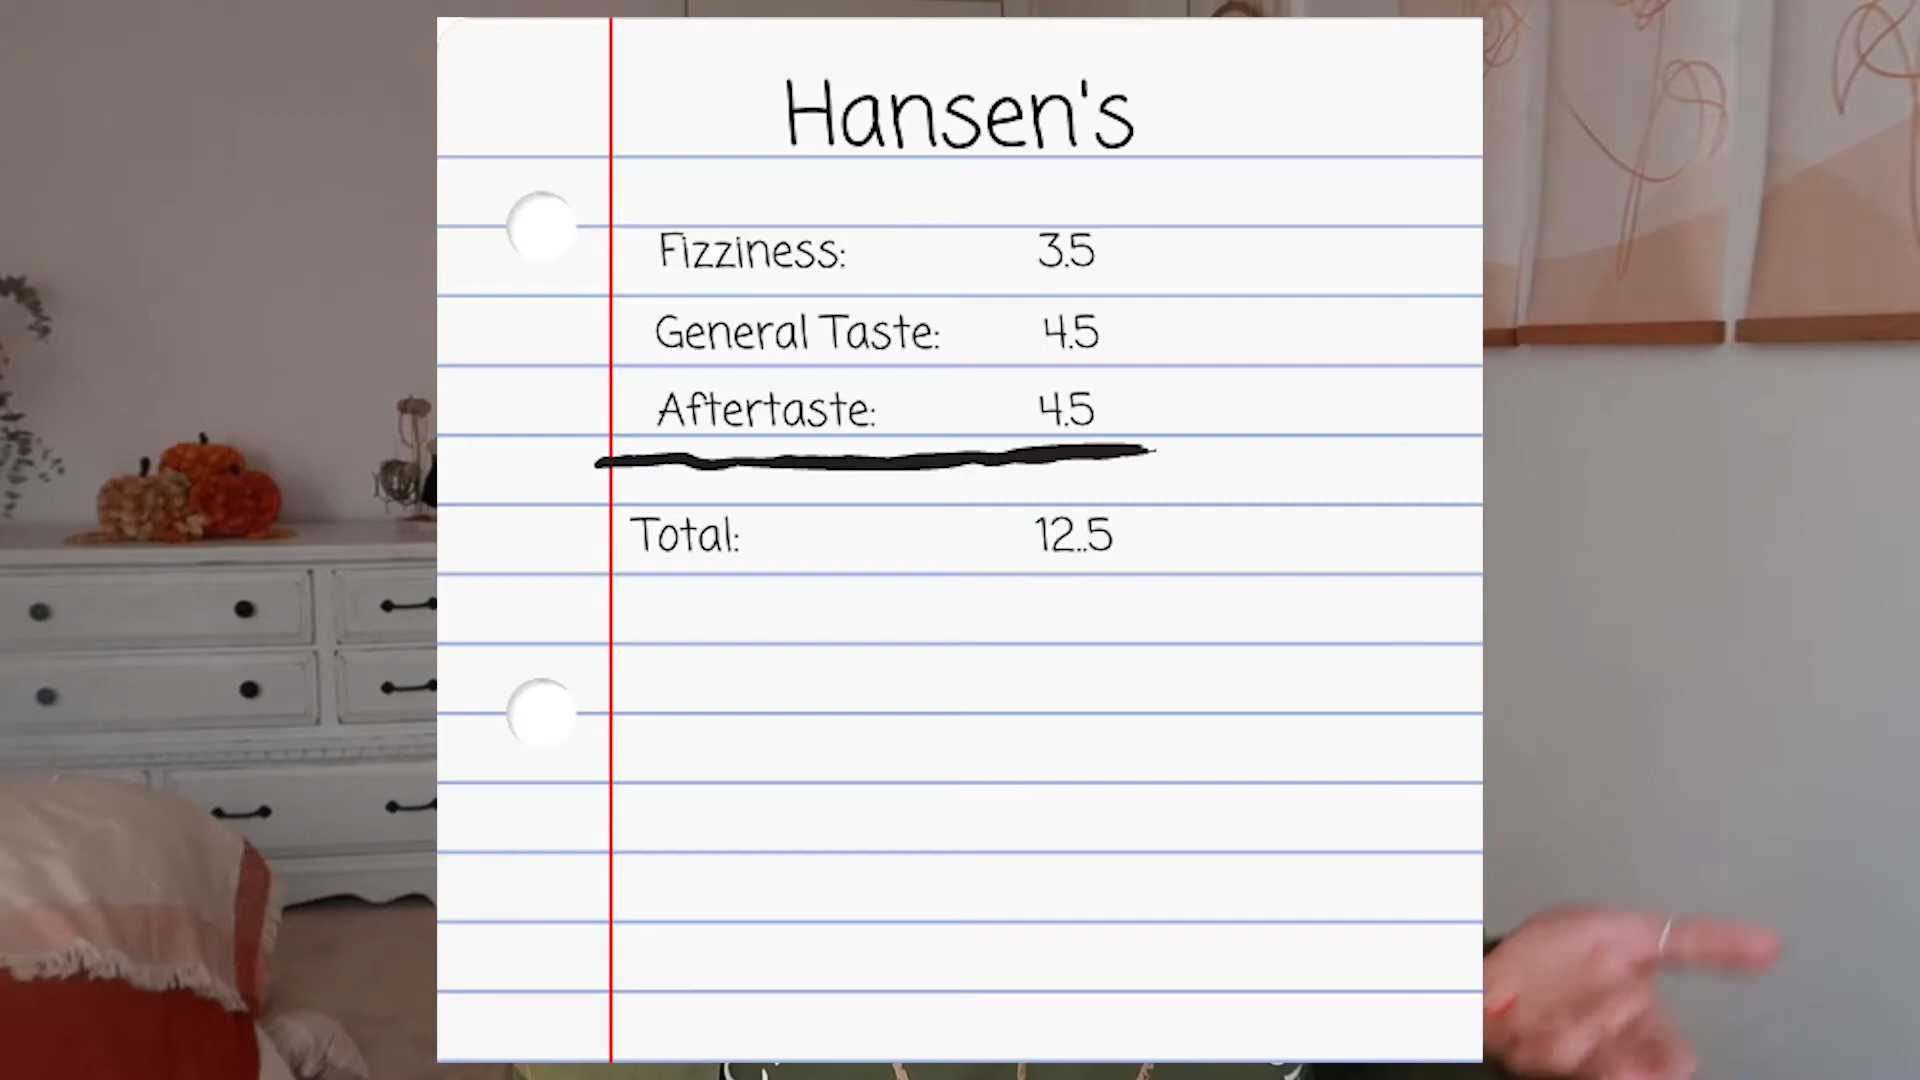 Hansen's
Fizziness: 3.5
General Taste: 4.5
Aftertaste: 4.5
Total: 12..5